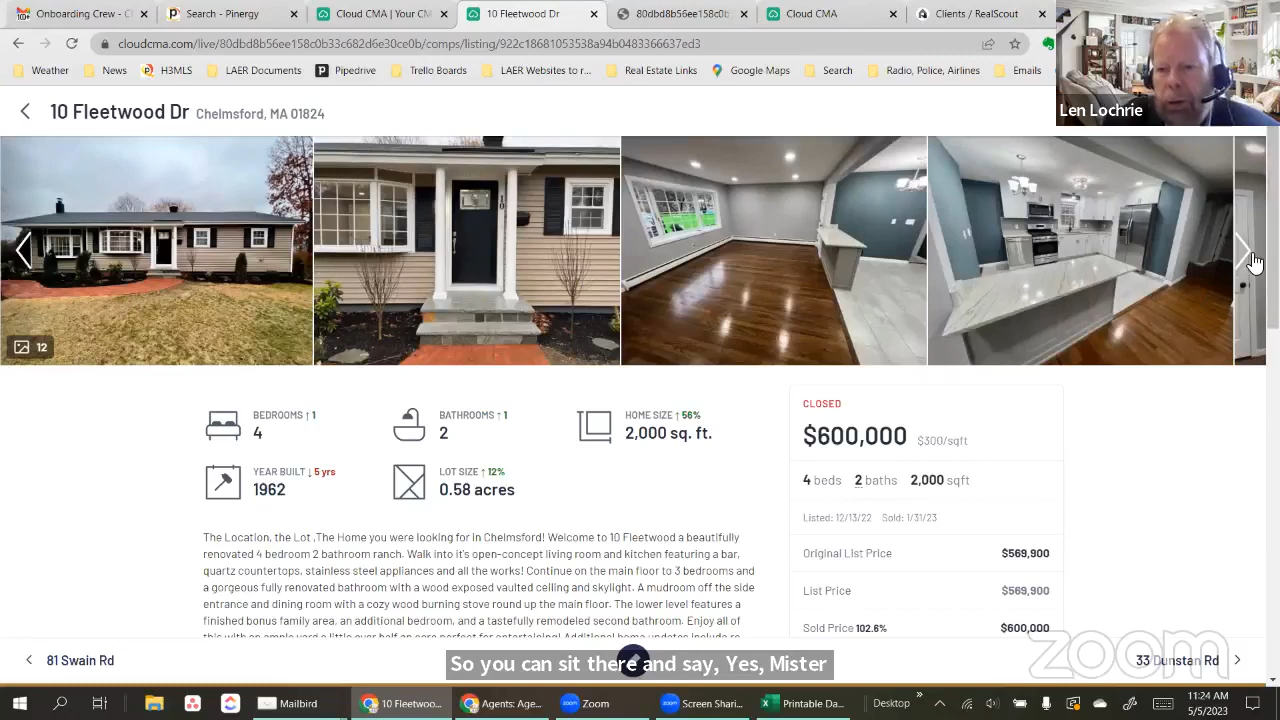 Onboarding C
Search - Pinergy
Cloud CMA | Your CM
10 Fleetwood Dr
80dbd8b56ee158c0b
Cloud CMA
Clients / RealScout
Weather
News
H3MLS
LAER Documents
Pipedrive
Trello Boards
LAER Website to r...
Real Estate Links
Google Maps
Canton
Radio, Police, Airlines
Emails
Len Lochrie
10 Fleetwood Dr Chelmsford, MA 01824
10
12
BEDROOMS ↑ 1
4
BATHROOMS ↑ 1
2
HOME SIZE ↑ 56%
2,000 sq. ft.
YEAR BUILT ↓ 5 yrs
1962
LOT SIZE ↑ 12%
0.58 acres
CLOSED
$600,000 $300/sqft
4 beds 2 baths 2,000 sqft
Listed: 12/13/22 Sold: 1/31/23
Original List Price $569,900
List Price $569,900
Sold Price 102.6% $600,000
The Location, the Lot ,The Home you were looking for in Chelmsford! Welcome to 10 Fleetwood a beautifully
renovated 4 bedroom 2 bathroom ranch. Walk into it's open-concept living room and kitchen featuring a bar,
quartz countertops, stainless steel appliances and all the works! Continue on the main floor to 3 bedrooms and
a gorgeous fully renovated bathroom with a wood exposed vaulted ceiling and skylight. A mudroom off the side
entrance and dining room with a cozy wood burning stove round up the main floor. The lower level features a
finished bonus family area, an additional bedroom, and a tastefully remodeled second bathroom. Enjoy all of
81 Swain Rd
So you can sit there and say, Yes, Mister
33 Dunstan Rd
zoom
Mailbird
10 Fleetwoo...
Agents: Age...
Zoom
Screen Shari...
Printable Da...
Desktop
11:24 AM
5/5/2023